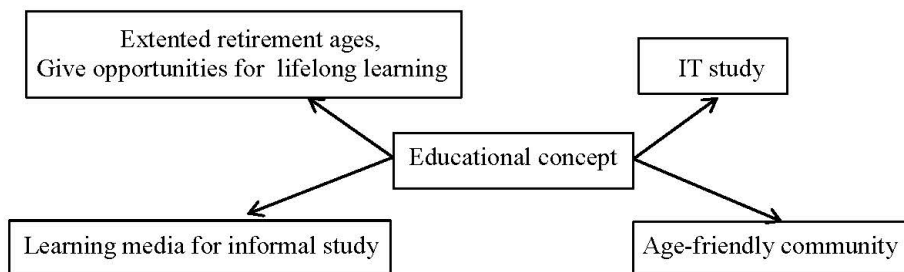 Extented retirement ages,
Give opportunities for lifelong learning
IT study
Educational concept
Learning media for informal study
Age-friendly community